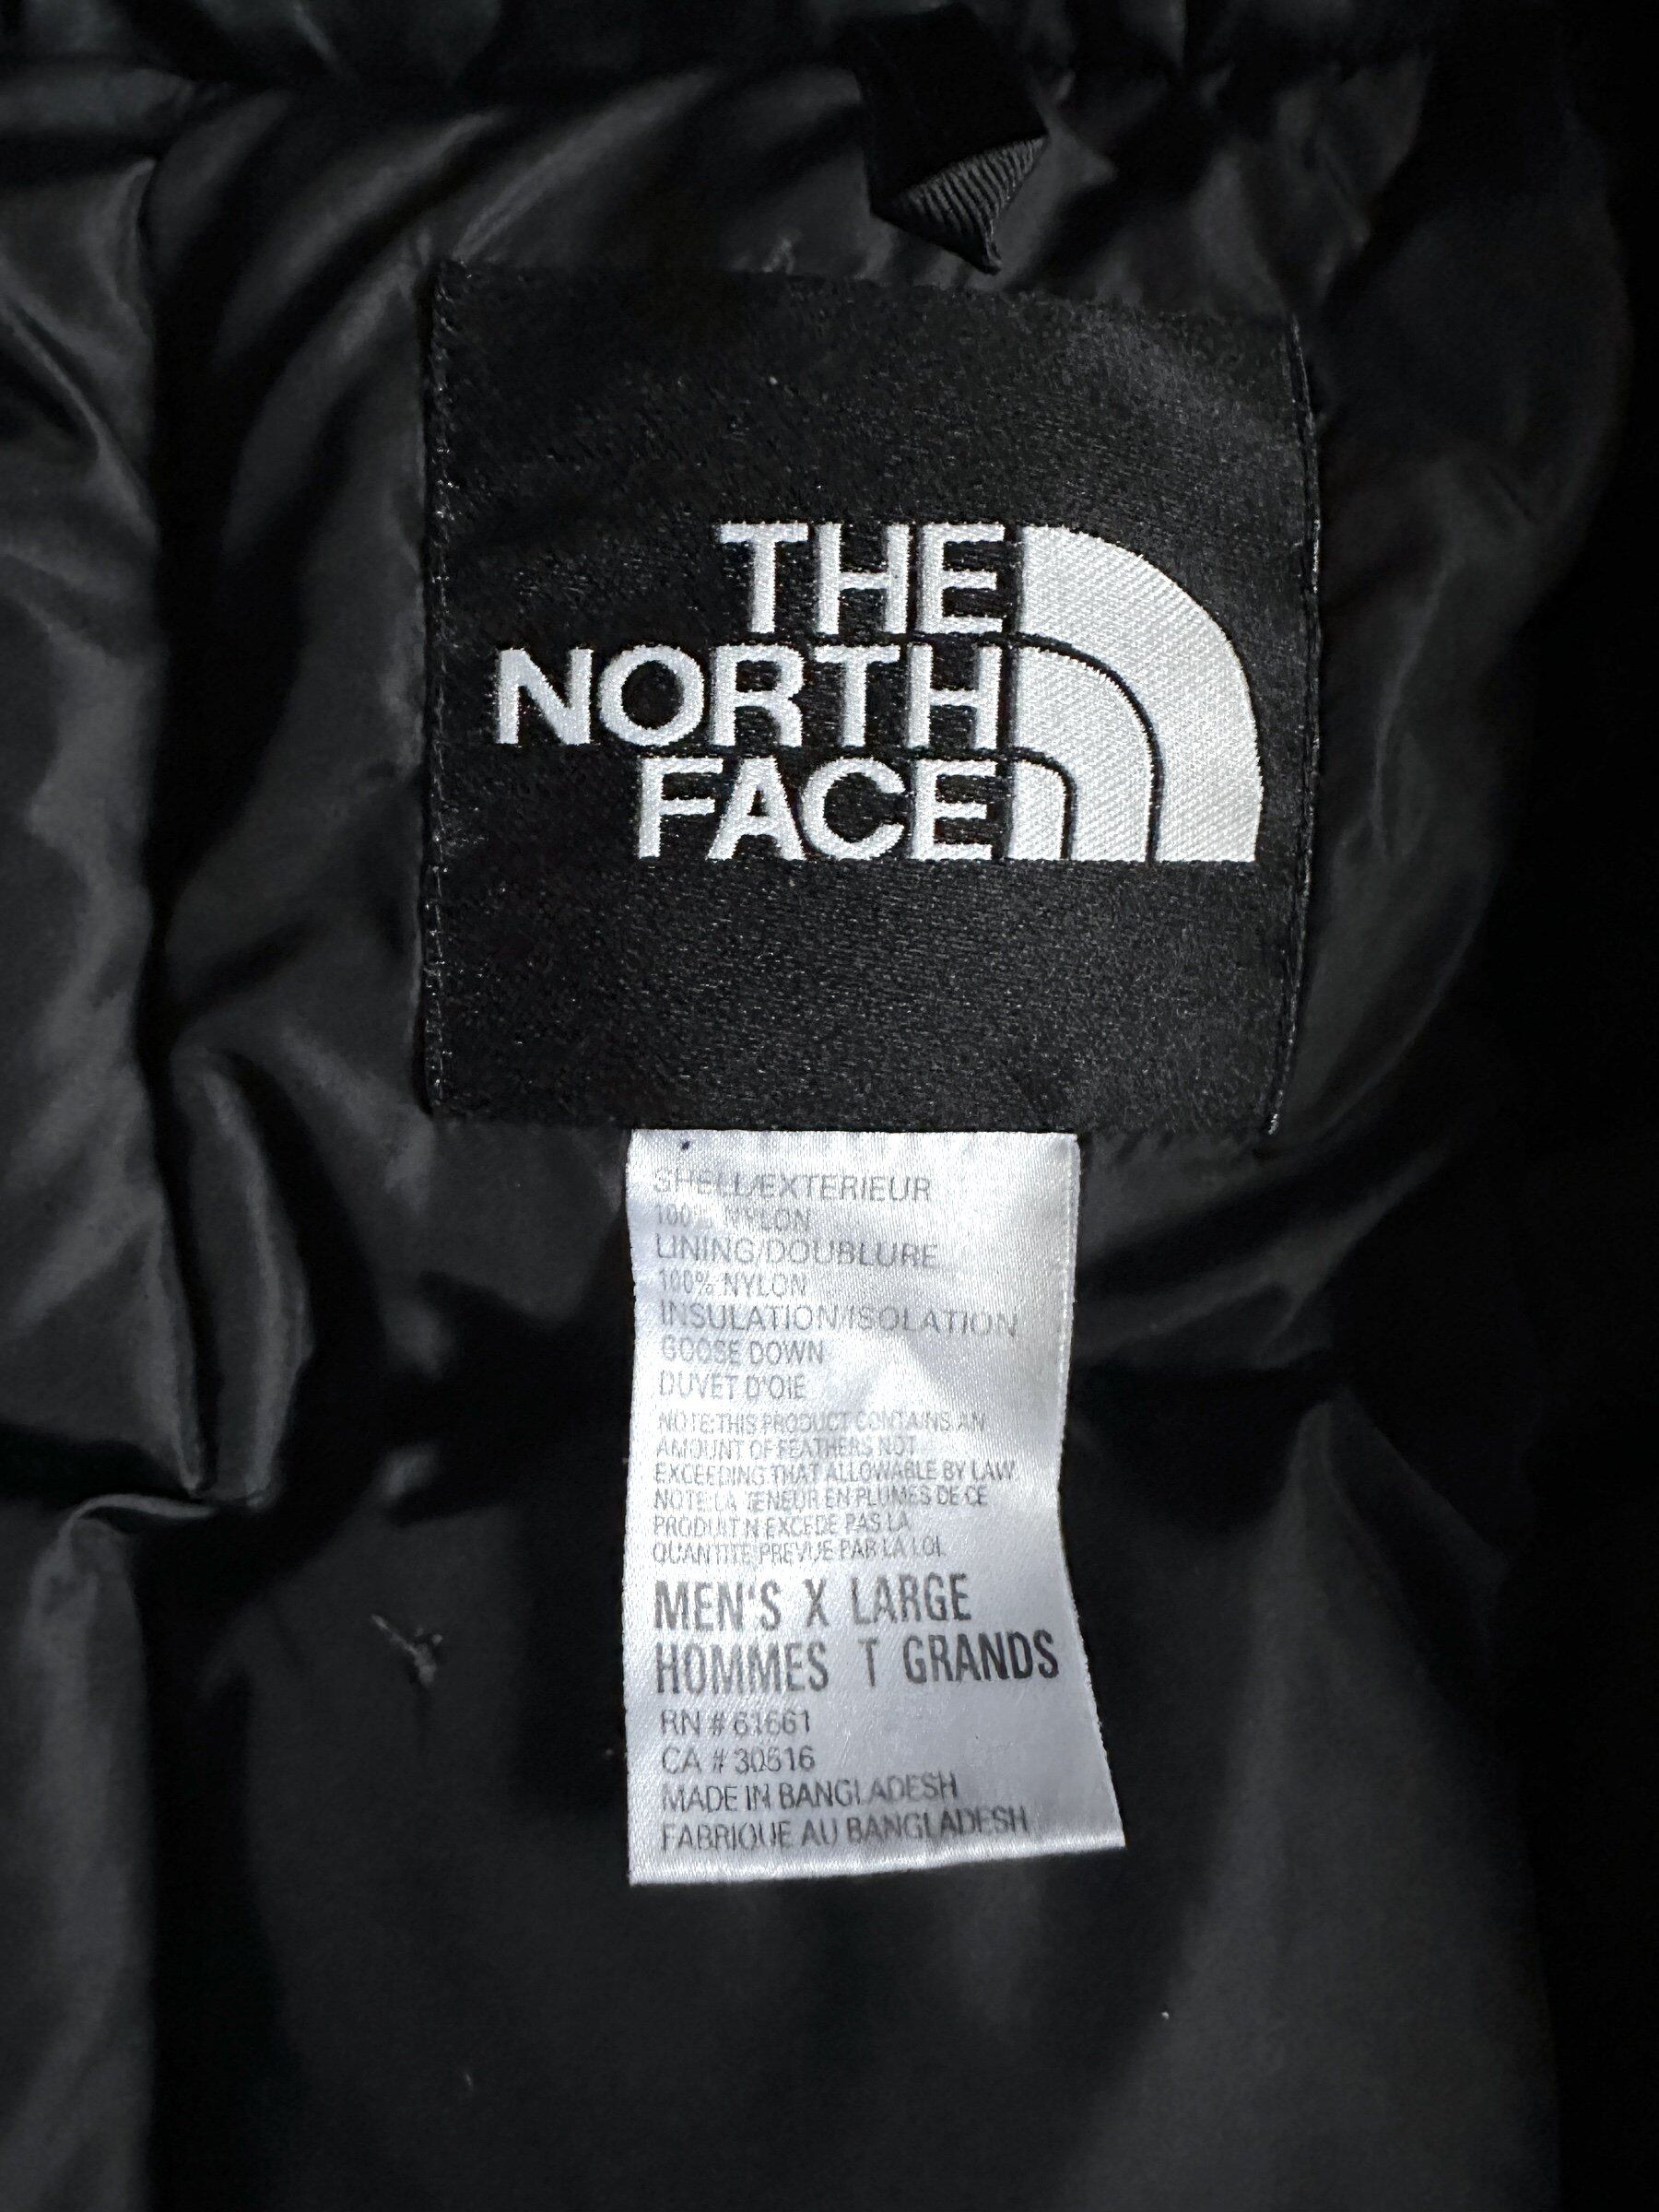 THE
NORTH
FACE
SHELL/EXTERIEUR
100% NYLON
LINING/DOUBLURE
100% NYLON
INSULATION/ISOLATION
GOOSE DOWN
DUVET D'OIE
NOTE:THIS PRODUCT CONTAINS AN
AMOUNT OF FEATHERS NOT
EXCEEDING THAT ALLOWABLE BY LAW
NOTE:LA TENEUR EN PLUMES DE CE
PRODUIT N'EXCEDE PAS LA
QUANTITE PREVUE PAR LA LOI.
MEN'S X LARGE
HOMMES T GRANDS
RN # 61661
CA # 30516
MADE IN BANGLADESH
FABRIQUE AU BANGLADESH